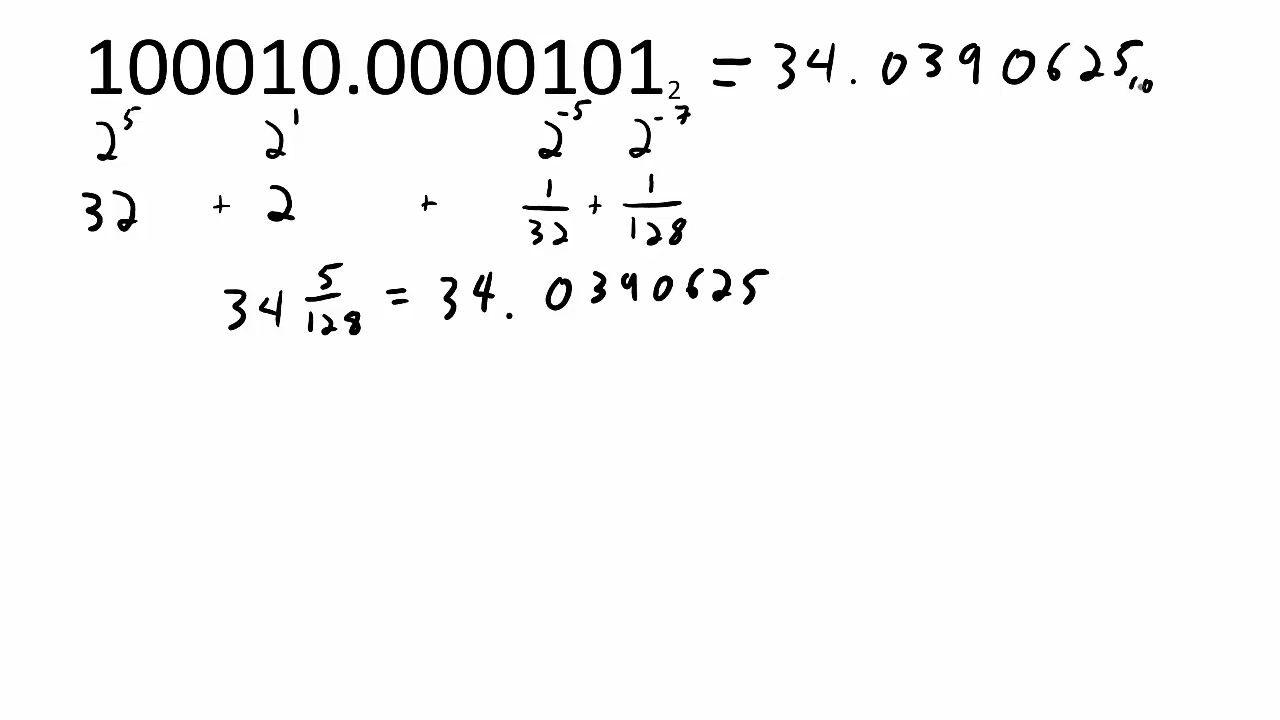 100010.0000101₂ = 34.0390625₁₀
2⁵ 2¹ 2⁻⁵ 2⁻⁷
32 + 2 + 1/32 + 1/128
34 5/128 = 34.0390625